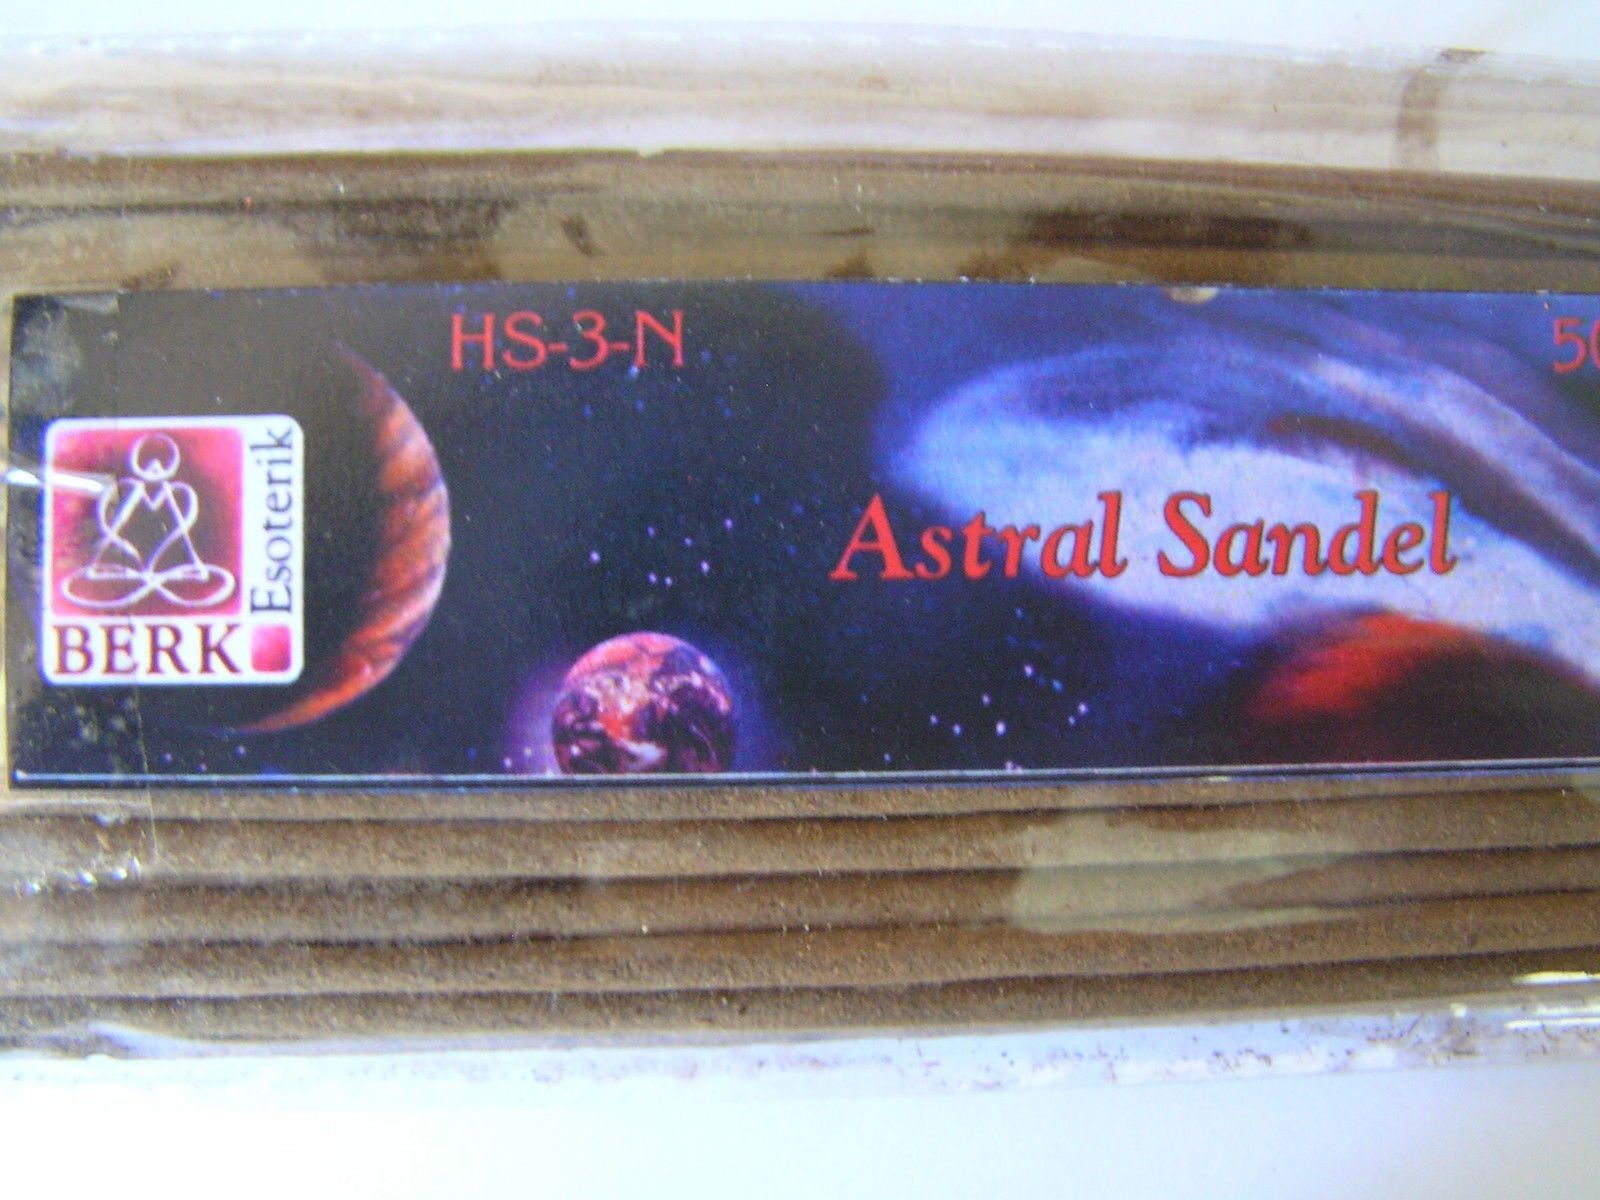 HS-3-N
Astral Sandel
BERK
Esoterik